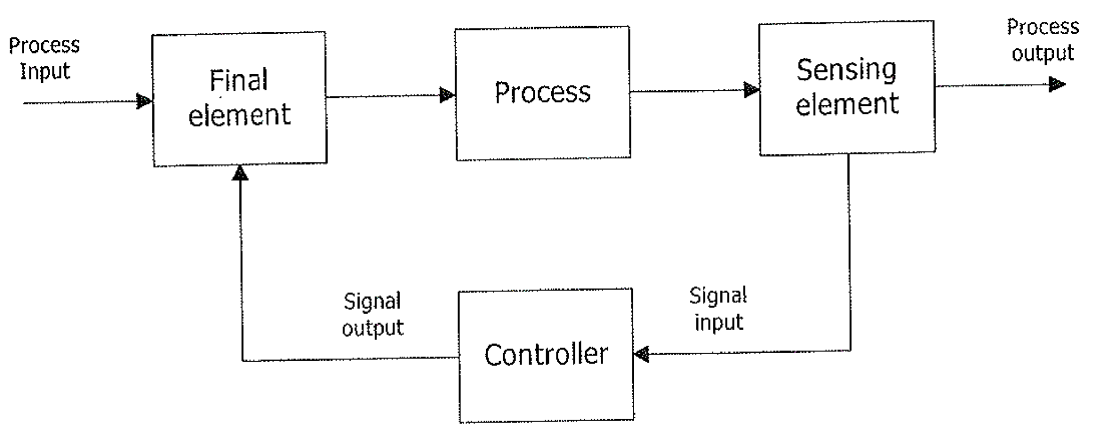 Process
Input
Final
element
Process
Sensing
element
Process
output
Signal
output
Controller
Signal
input